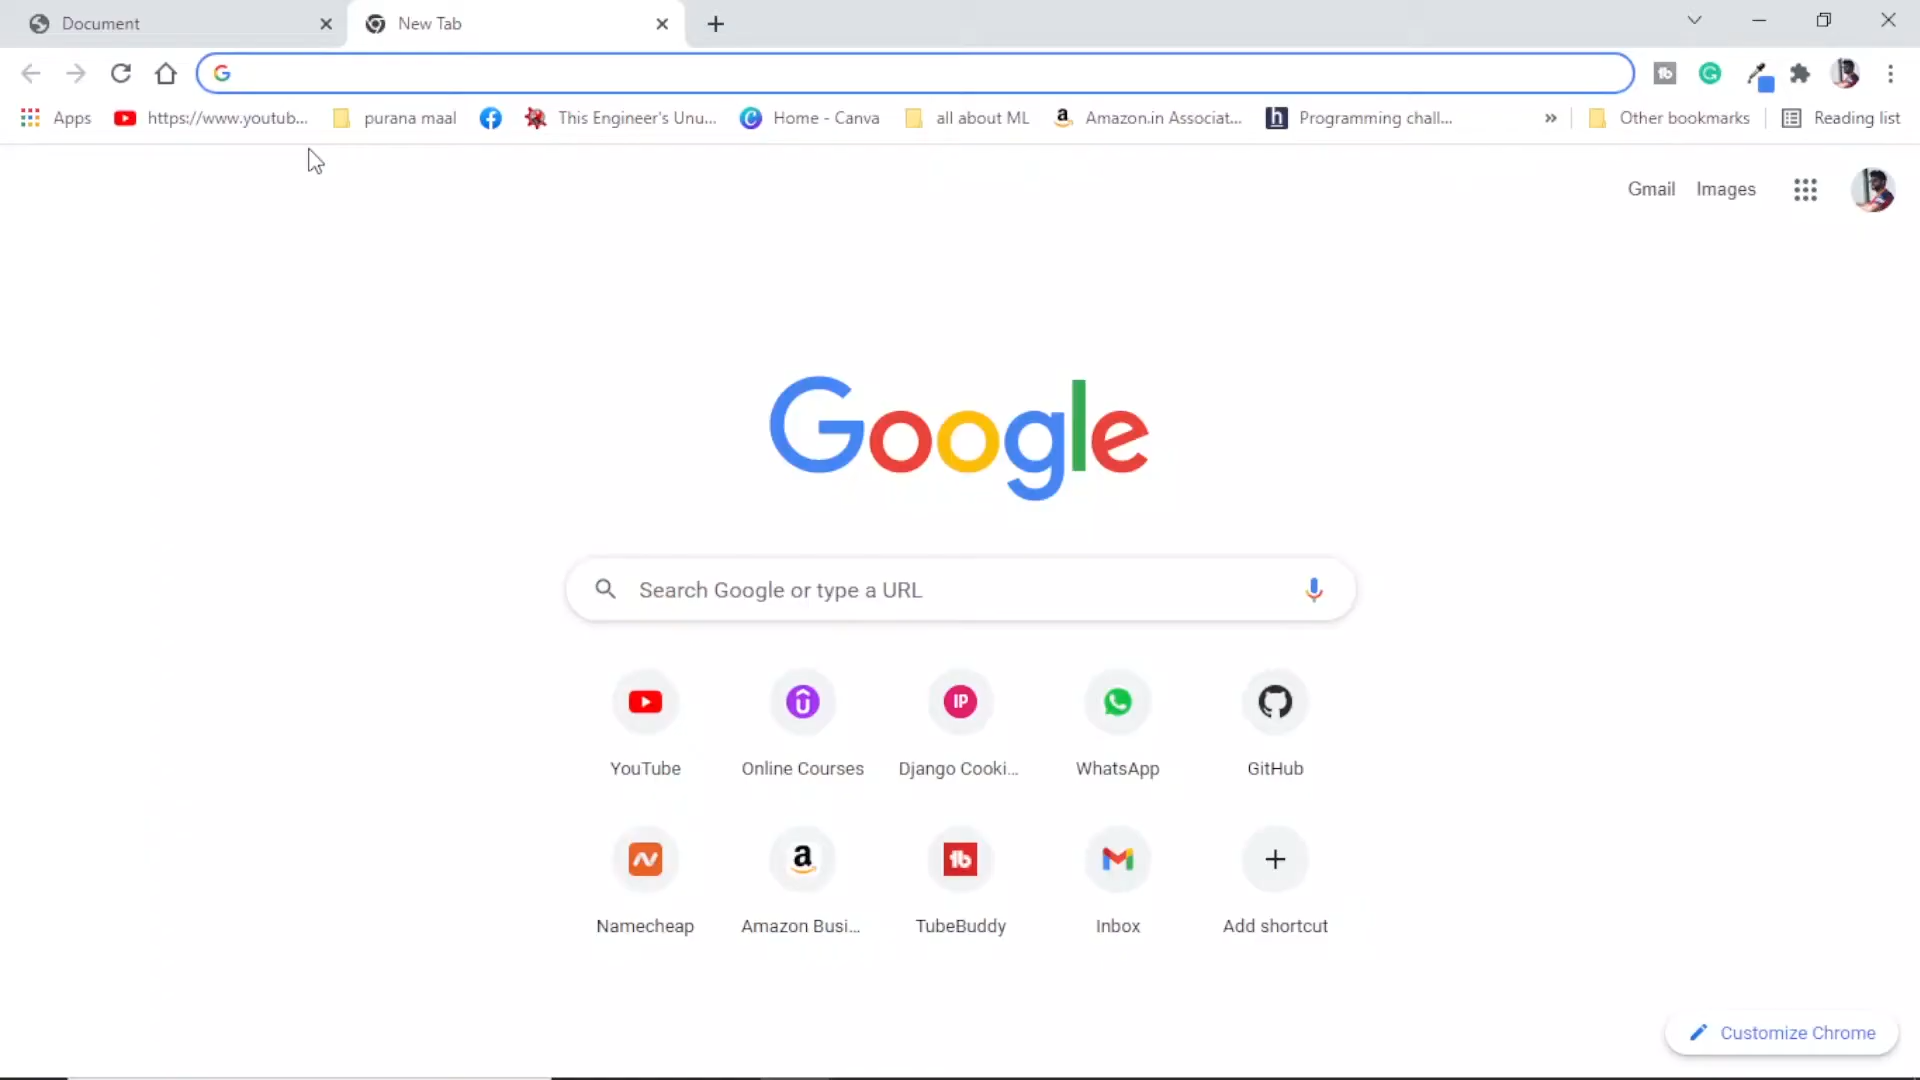 Document
New Tab
Apps
https://www.youtub...
purana maal
This Engineer's Unu...
Home - Canva
all about ML
Amazon.in Associat...
Programming chall...
Other bookmarks
Reading list
Gmail
Images
Google
Search Google or type a URL
YouTube
Online Courses
Django Cooki...
WhatsApp
GitHub
Namecheap
Amazon Busi...
TubeBuddy
Inbox
Add shortcut
Customize Chrome